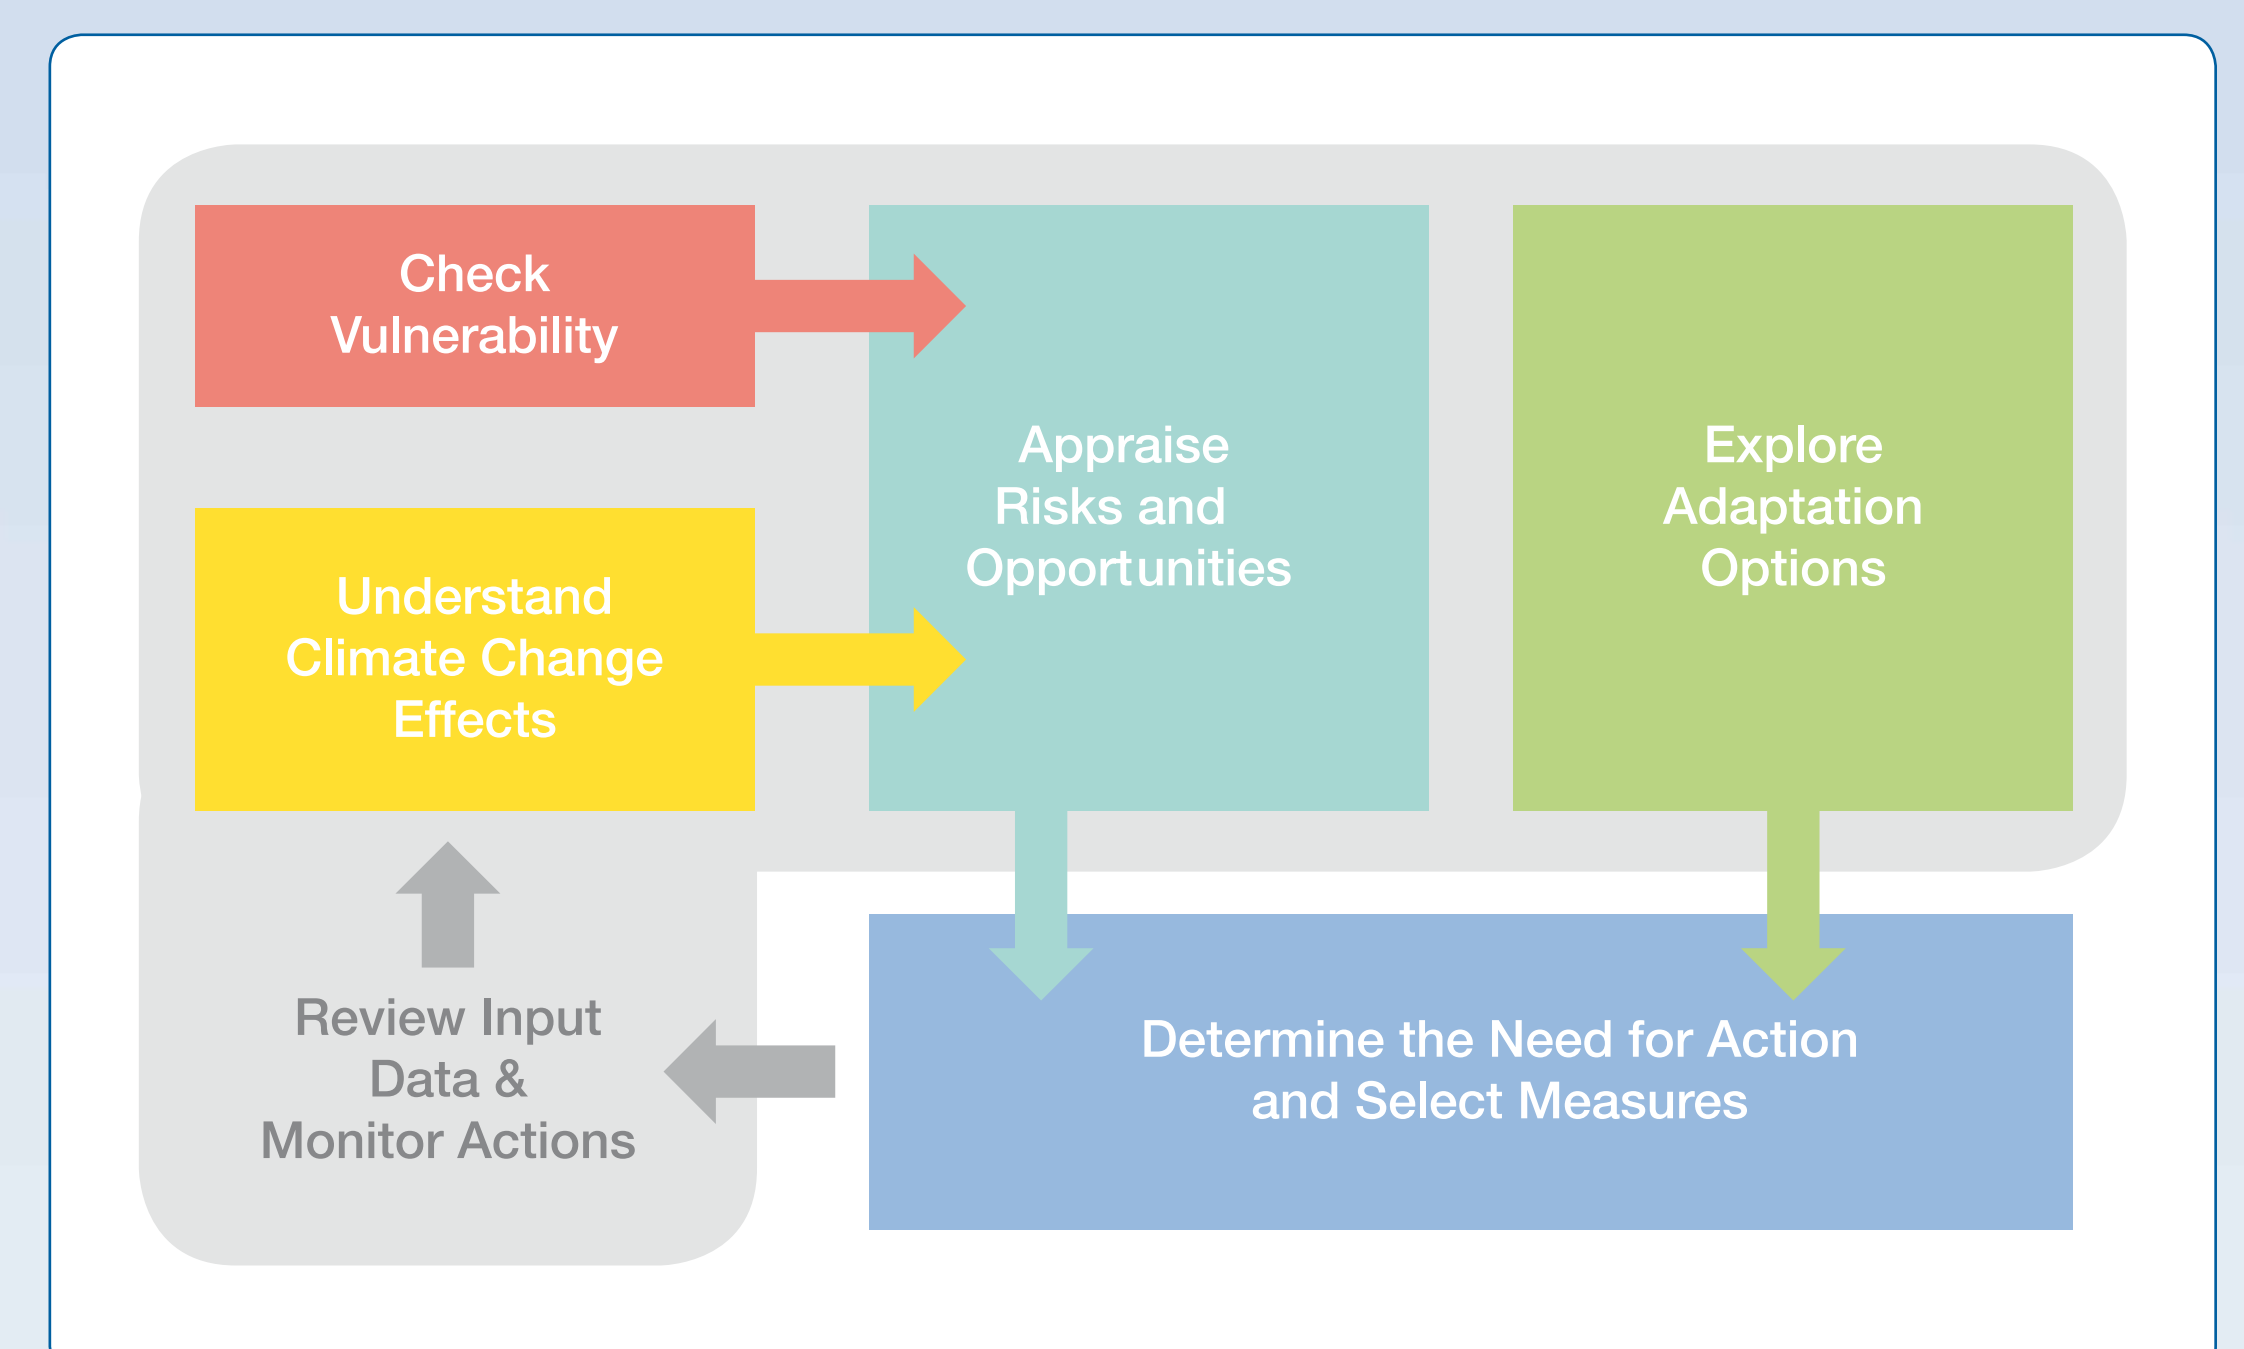 Check
Vulnerability
Understand
Climate Change
Effects
Appraise
Risks and
Opportunities
Explore
Adaptation
Options
Determine the Need for Action
and Select Measures
Review Input
Data &
Monitor Actions